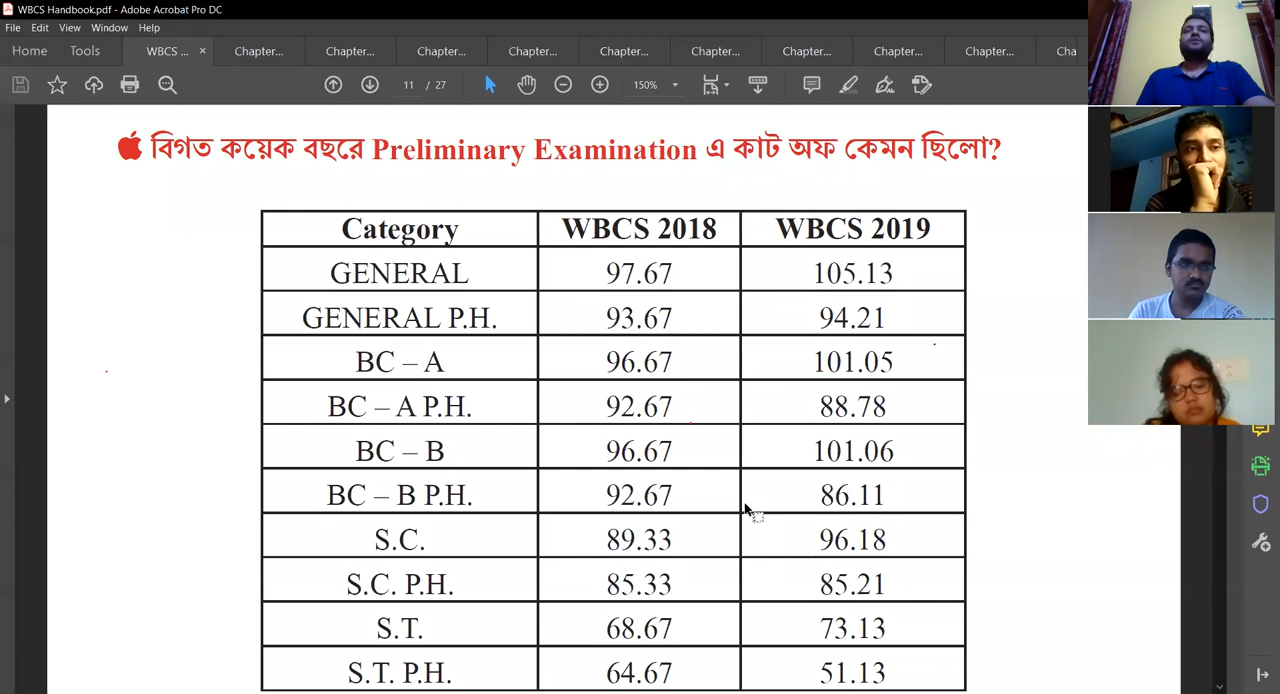 WBCS Handbook.pdf - Adobe Acrobat Pro DC
File Edit View Window Help
Home Tools WBCS ... × Chapter... Chapter... Chapter... Chapter... Chapter... Chapter... Chapter... Chapter... Chapter... Cha
11 / 27 150%
বিগত কয়েক বছরে Preliminary Examination এ কাট অফ কেমন ছিলো?
Category WBCS 2018 WBCS 2019
GENERAL 97.67 105.13
GENERAL P.H. 93.67 94.21
BC – A 96.67 101.05
BC – A P.H. 92.67 88.78
BC – B 96.67 101.06
BC – B P.H. 92.67 86.11
S.C. 89.33 96.18
S.C. P.H. 85.33 85.21
S.T. 68.67 73.13
S.T. P.H. 64.67 51.13